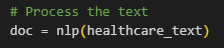 # Process the text
doc = nlp(healthcare_text)